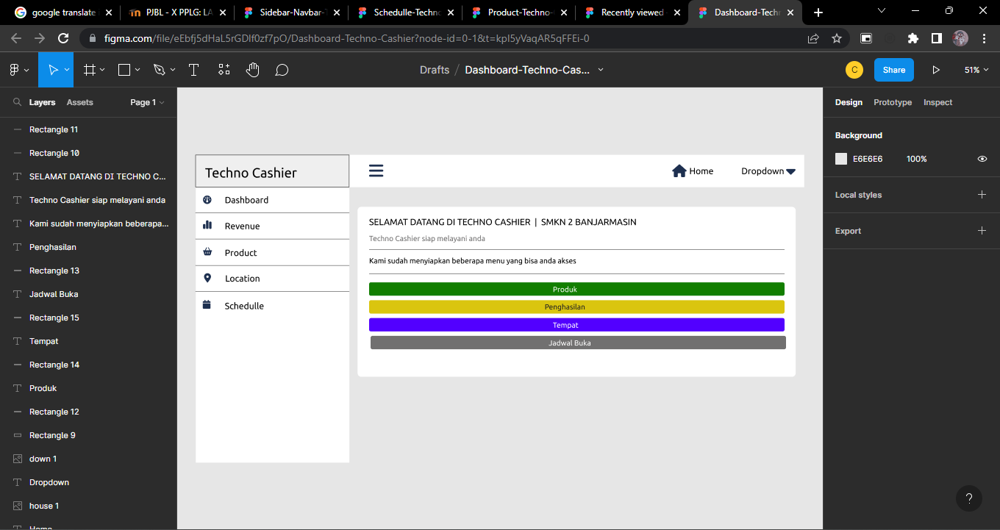 google translate
PJBL - X PPLG: LA
Sidebar-Navbar-
Schedulle-Techno
Product-Techno-
Recently viewed
Dashboard-Tech
figma.com/file/eEbfj5dHaL5rGDlf0zf7pO/Dashboard-Techno-Cashier?node-id=0-1&t=kpI5yVaqAR5qFFEi-0
Drafts / Dashboard-Techno-Cas...
C
Share
51%
Layers Assets Page 1
Rectangle 11
Rectangle 10
SELAMAT DATANG DI TECHNO C...
Techno Cashier siap melayani anda
Kami sudah menyiapkan beberapa...
Penghasilan
Rectangle 13
Jadwal Buka
Rectangle 15
Tempat
Rectangle 14
Produk
Rectangle 12
Rectangle 9
down 1
Dropdown
house 1
Home
Techno Cashier
Dashboard
Revenue
Product
Location
Schedulle
Home
Dropdown
SELAMAT DATANG DI TECHNO CASHIER | SMKN 2 BANJARMASIN
Techno Cashier siap melayani anda
Kami sudah menyiapkan beberapa menu yang bisa anda akses
Produk
Penghasilan
Tempat
Jadwal Buka
Design Prototype Inspect
Background
E6E6E6 100%
Local styles
Export
?